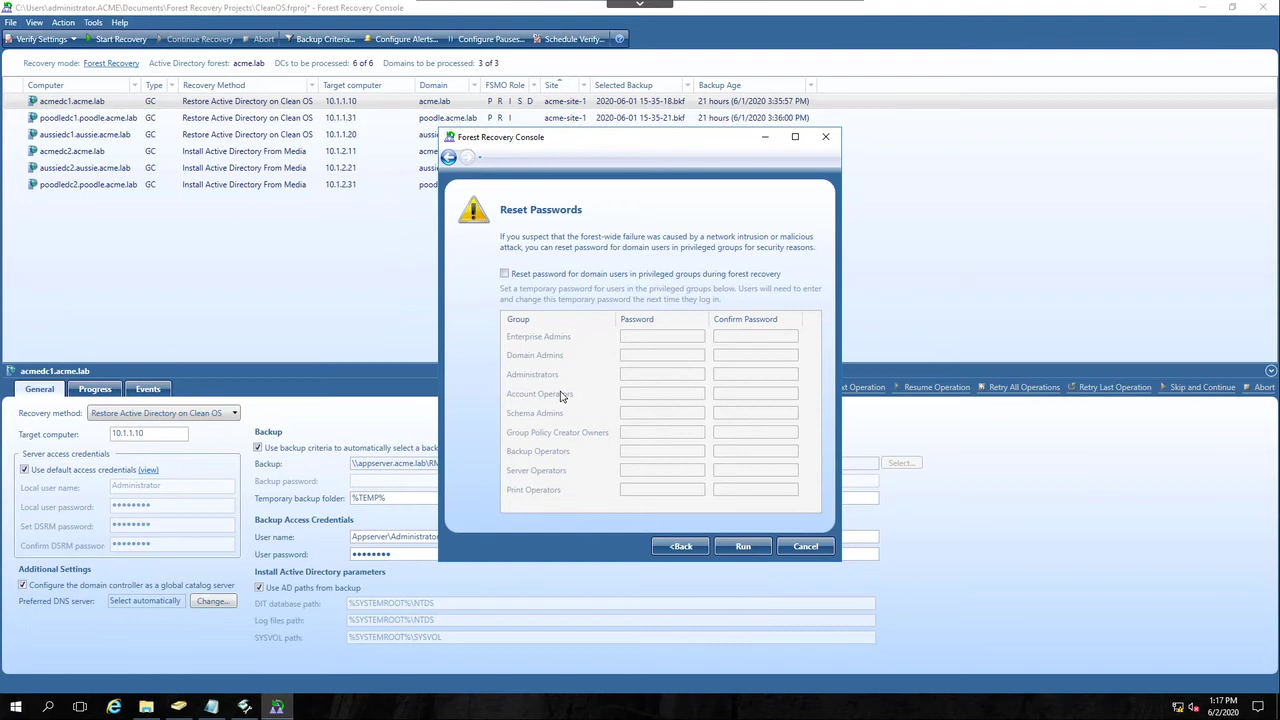 C:\Users\administrator.ACME\Documents\Forest Recovery Projects\CleanOS.frproj* - Forest Recovery Console
File View Action Tools Help
Verify Settings Start Recovery Continue Recovery Abort Backup Criteria... Configure Alerts... Configure Pauses... Schedule Verify...
Recovery mode: Forest Recovery Active Directory forest: acme.lab DCs to be processed: 6 of 6 Domains to be processed: 3 of 3
Computer Type Recovery Method Target computer Domain FSMO Role Site Selected Backup Backup Age
acmedc1.acme.lab GC Restore Active Directory on Clean OS 10.1.1.10 acme.lab P R I S D acme-site-1 2020-06-01 15-35-18.bkf 21 hours (6/1/2020 3:35:57 PM)
poodledc1.poodle.acme.lab GC Restore Active Directory on Clean OS 10.1.1.31 poodle.acme.lab P R I acme-site-1 2020-06-01 15-35-21.bkf 21 hours (6/1/2020 3:36:00 PM)
aussiedc1.aussie.acme.lab GC Restore Active Directory on Clean OS 10.1.1.20
acmedc2.acme.lab GC Install Active Directory From Media 10.1.2.11
aussiedc2.aussie.acme.lab GC Install Active Directory From Media 10.1.2.21
poodledc2.poodle.acme.lab GC Install Active Directory From Media 10.1.2.31
Forest Recovery Console
Reset Passwords
If you suspect that the forest-wide failure was caused by a network intrusion or malicious
attack, you can reset password for domain users in privileged groups for security reasons.
Reset password for domain users in privileged groups during forest recovery
Set a temporary password for users in the privileged groups below. Users will need to enter
and change this temporary password the next time they log in.
Group Password Confirm Password
Enterprise Admins
Domain Admins
Administrators
Account Operators
Schema Admins
Group Policy Creator Owners
Backup Operators
Server Operators
Print Operators
<Back Run Cancel
acmedc1.acme.lab
General Progress Events
Operation Resume Operation Retry All Operations Retry Last Operation Skip and Continue Abort
Recovery method: Restore Active Directory on Clean OS
Target computer: 10.1.1.10
Server access credentials
Use default access credentials (view)
Local user name: Administrator
Local user password: ••••••••
Set DSRM password: ••••••••
Confirm DSRM passwor ••••••••
Additional Settings
Configure the domain controller as a global catalog server
Preferred DNS server: Select automatically Change...
Backup
Use backup criteria to automatically select a back
Backup: \\appserver.acme.lab\RM Select...
Backup password:
Temporary backup folder: %TEMP%
Backup Access Credentials
User name: Appserver\Administrator
User password: ••••••••
Install Active Directory parameters
Use AD paths from backup
DIT database path: %SYSTEMROOT%\NTDS
Log files path: %SYSTEMROOT%\NTDS
SYSVOL path: %SYSTEMROOT%\SYSVOL
1:17 PM
6/2/2020